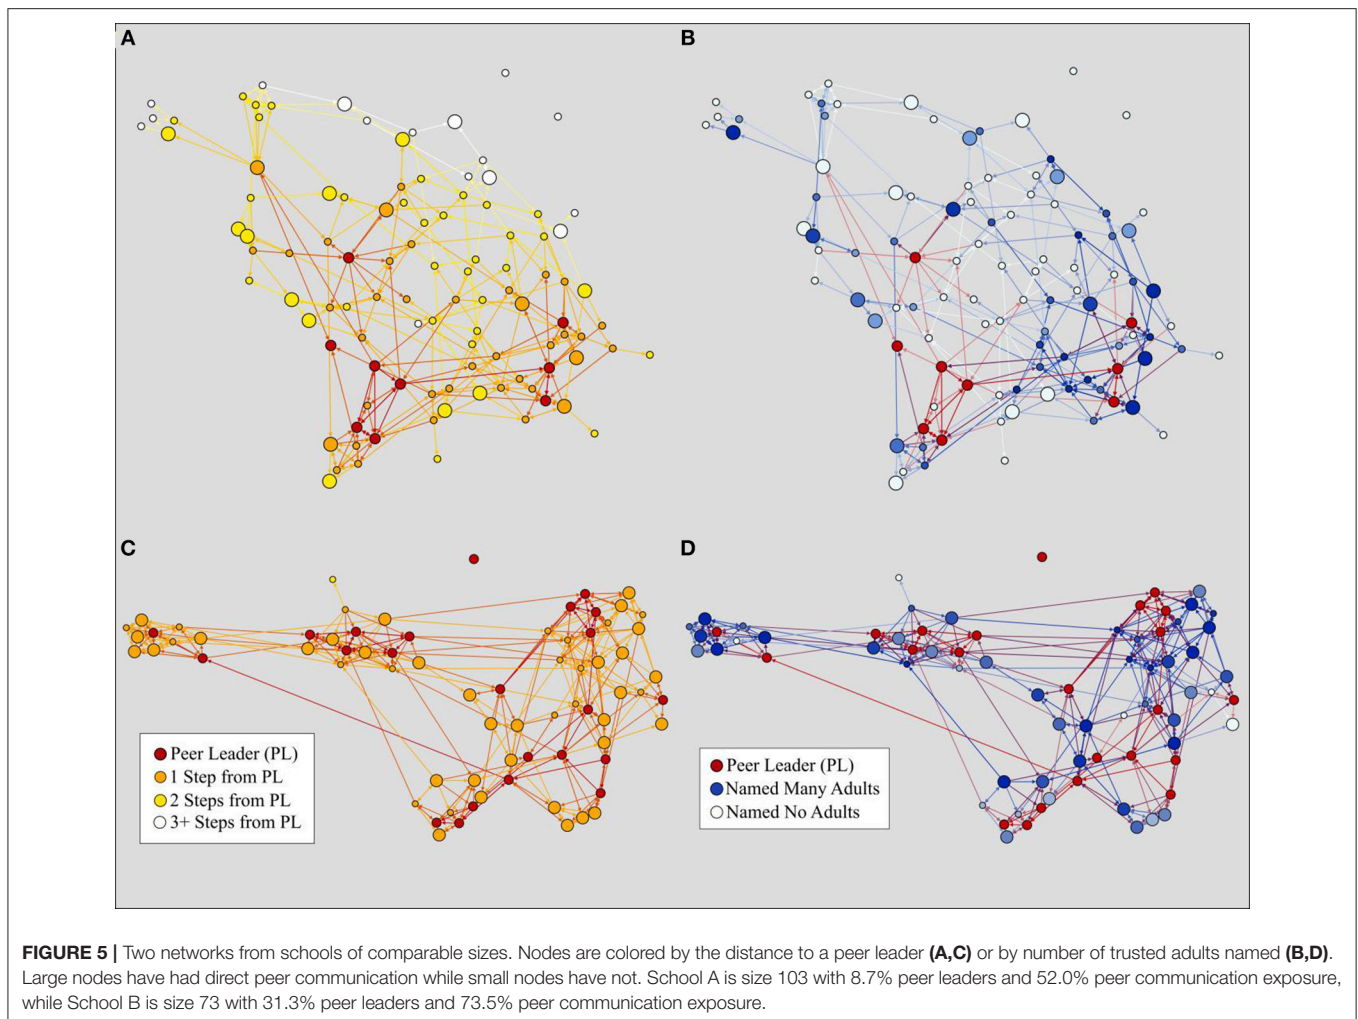 A
B
C
D
Peer Leader (PL)
1 Step from PL
2 Steps from PL
3+ Steps from PL
Peer Leader (PL)
Named Many Adults
Named No Adults
FIGURE 5 | Two networks from schools of comparable sizes. Nodes are colored by the distance to a peer leader (A,C) or by number of trusted adults named (B,D).
Large nodes have had direct peer communication while small nodes have not. School A is size 103 with 8.7% peer leaders and 52.0% peer communication exposure,
while School B is size 73 with 31.3% peer leaders and 73.5% peer communication exposure.